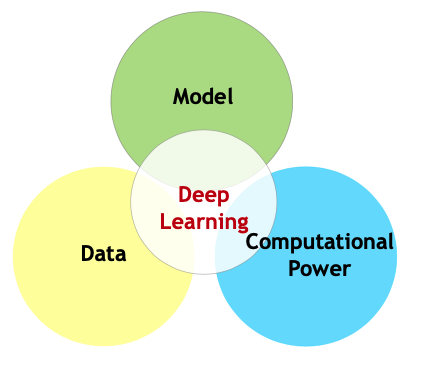 Model
Deep
Learning
Data
Computational
Power